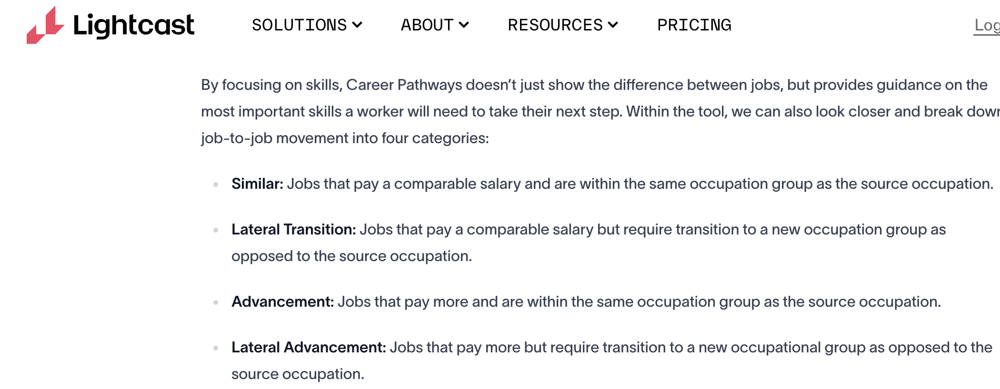 Lightcast SOLUTIONS ABOUT RESOURCES PRICING Log
By focusing on skills, Career Pathways doesn’t just show the difference between jobs, but provides guidance on the
most important skills a worker will need to take their next step. Within the tool, we can also look closer and break down
job-to-job movement into four categories:
Similar: Jobs that pay a comparable salary and are within the same occupation group as the source occupation.
Lateral Transition: Jobs that pay a comparable salary but require transition to a new occupation group as
opposed to the source occupation.
Advancement: Jobs that pay more and are within the same occupation group as the source occupation.
Lateral Advancement: Jobs that pay more but require transition to a new occupational group as opposed to the
source occupation.